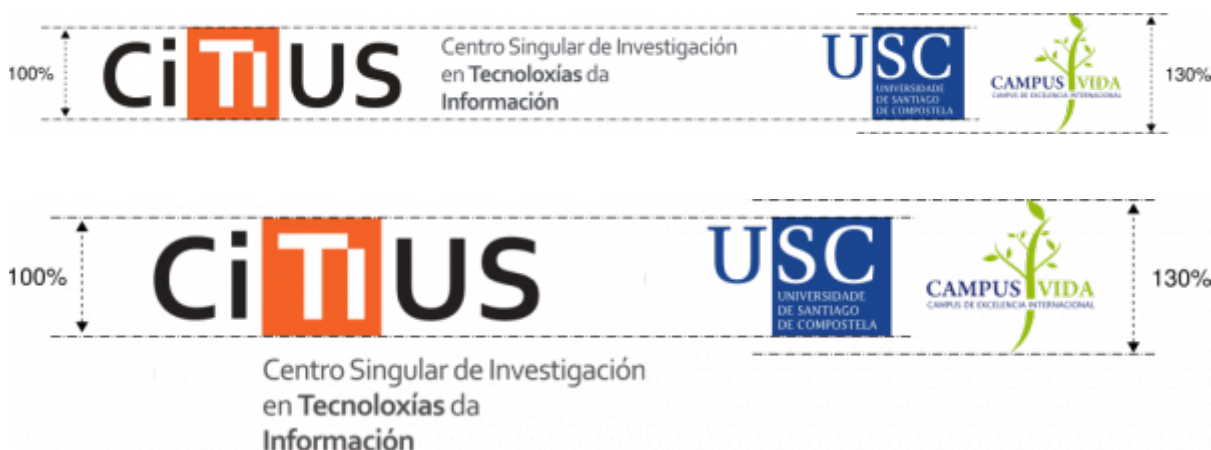 100%
CiTIUS
Centro Singular de Investigación
en Tecnoloxías da
Información
USC
UNIVERSIDADE
DE SANTIAGO
DE COMPOSTELA
CAMPUS VIDA
CAMPUS DE EXCELENCIA INTERNACIONAL
130%
100%
CiTIUS
Centro Singular de Investigación
en Tecnoloxías da
Información
USC
UNIVERSIDADE
DE SANTIAGO
DE COMPOSTELA
CAMPUS VIDA
CAMPUS DE EXCELENCIA INTERNACIONAL
130%